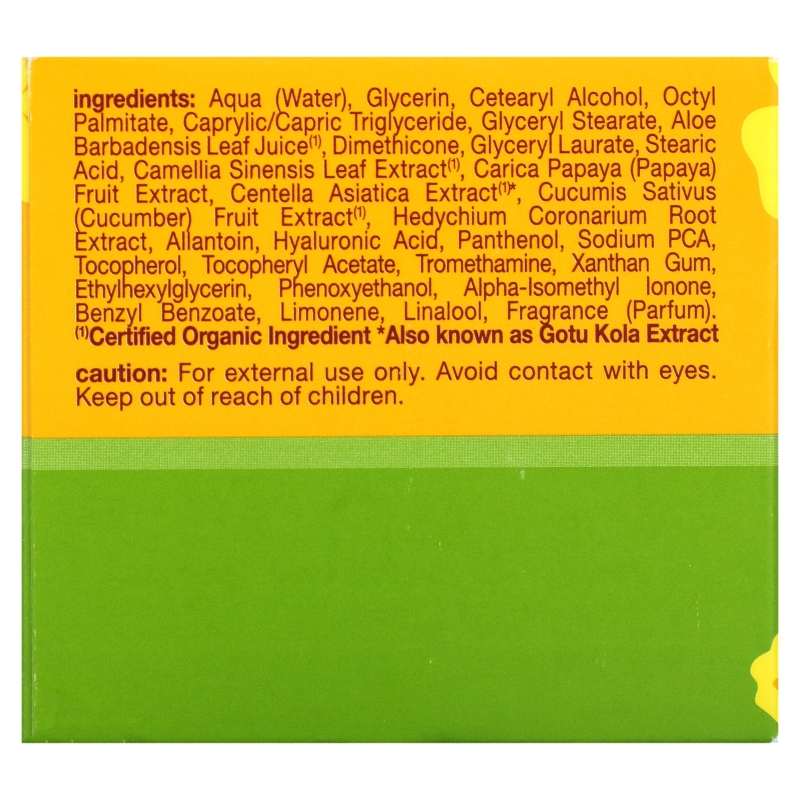 ingredients: Aqua (Water), Glycerin, Cetearyl Alcohol, Octyl
Palmitate, Caprylic/Capric Triglyceride, Glyceryl Stearate, Aloe
Barbadensis Leaf Juice⁽¹⁾, Dimethicone, Glyceryl Laurate, Stearic
Acid, Camellia Sinensis Leaf Extract⁽¹⁾, Carica Papaya (Papaya)
Fruit Extract, Centella Asiatica Extract⁽¹⁾*, Cucumis Sativus
(Cucumber) Fruit Extract⁽¹⁾, Hedychium Coronarium Root
Extract, Allantoin, Hyaluronic Acid, Panthenol, Sodium PCA,
Tocopherol, Tocopheryl Acetate, Tromethamine, Xanthan Gum,
Ethylhexylglycerin, Phenoxyethanol, Alpha-Isomethyl Ionone,
Benzyl Benzoate, Limonene, Linalool, Fragrance (Parfum).
⁽¹⁾Certified Organic Ingredient *Also known as Gotu Kola Extract
caution: For external use only. Avoid contact with eyes.
Keep out of reach of children.